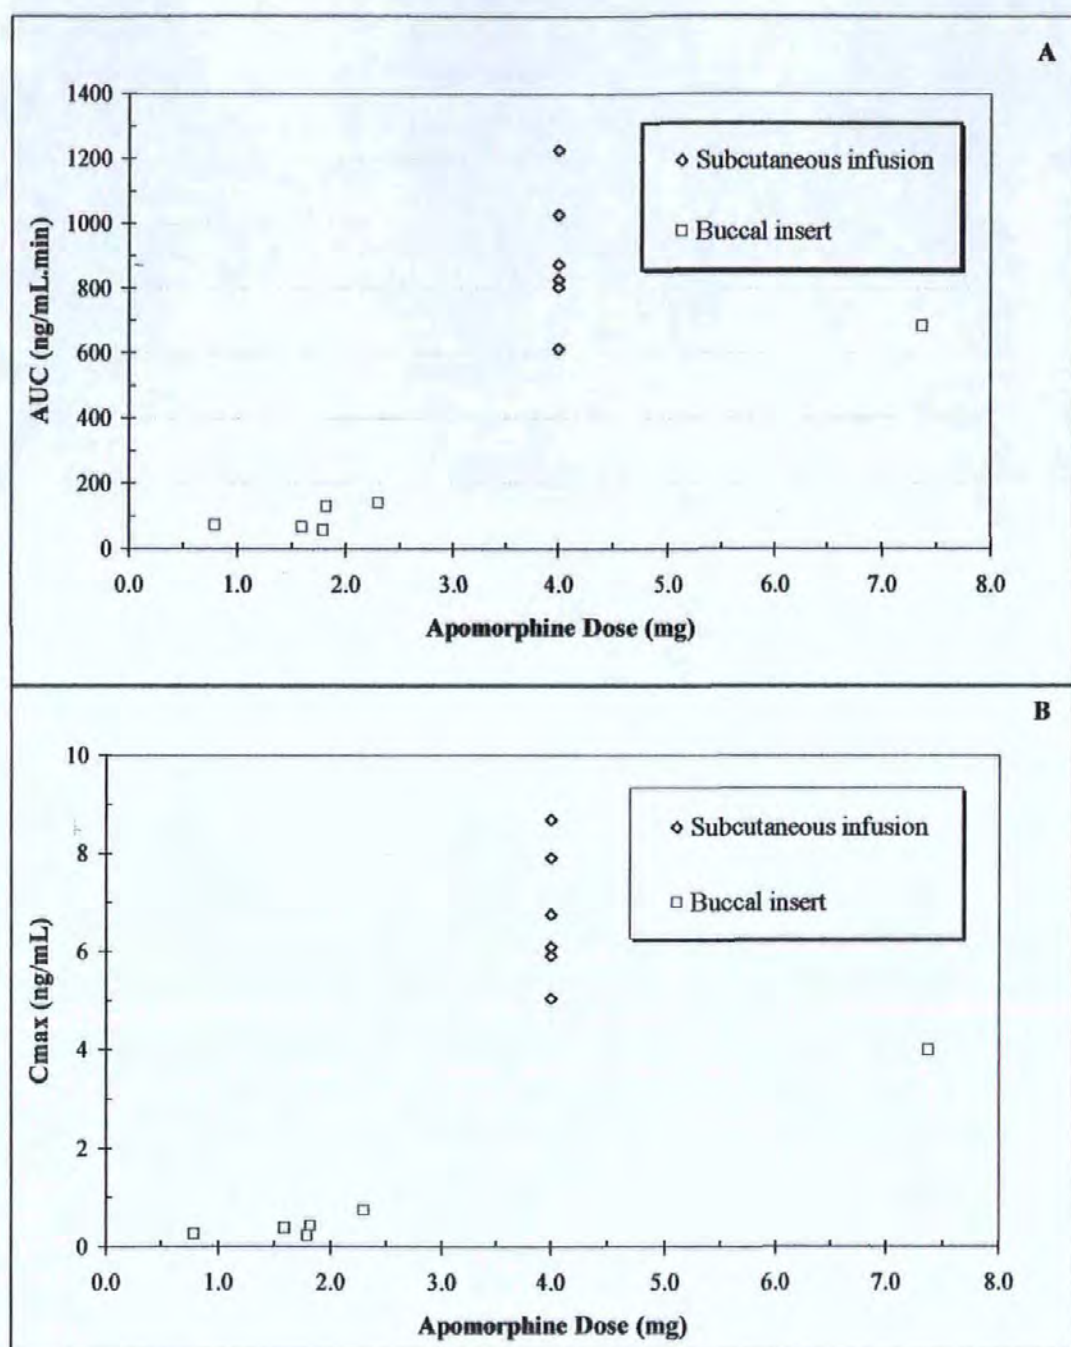 A
1400
1200
1000
800
600
400
200
0
AUC (ng/mL.min)
Subcutaneous infusion
Buccal insert
0.0 1.0 2.0 3.0 4.0 5.0 6.0 7.0 8.0
Apomorphine Dose (mg)
B
10
8
6
4
2
0
Cmax (ng/mL)
Subcutaneous infusion
Buccal insert
0.0 1.0 2.0 3.0 4.0 5.0 6.0 7.0 8.0
Apomorphine Dose (mg)